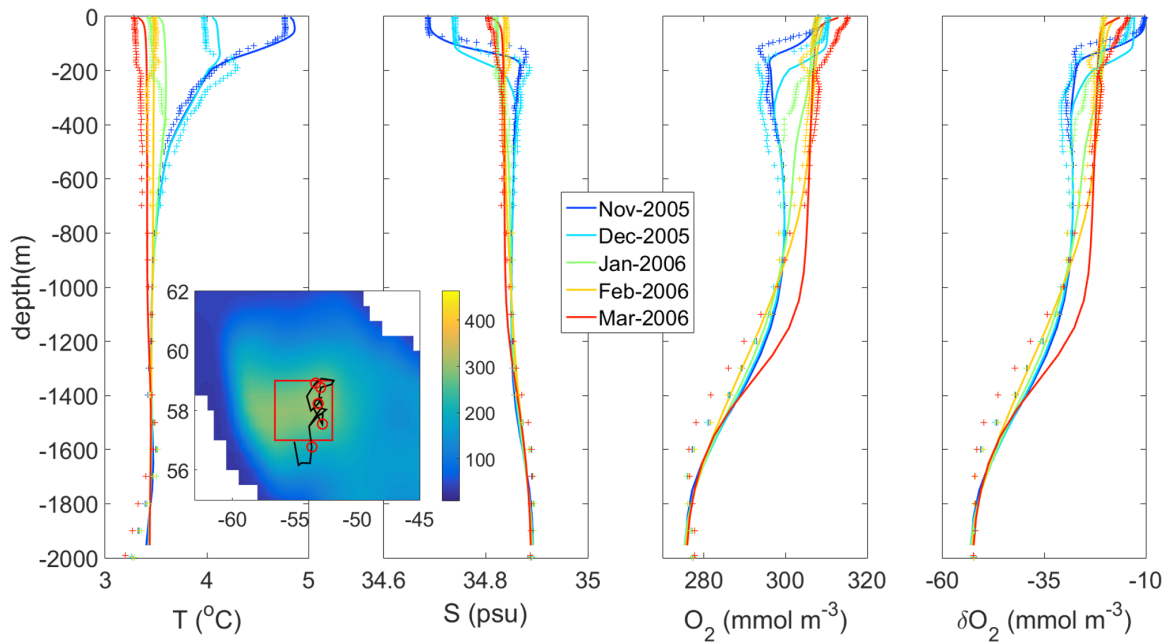 0
-200
-400
-600
-800
-1000
-1200
-1400
-1600
-1800
-2000
depth(m)
3 4 5
T (°C)
34.6 34.8 35
S (psu)
280 300 320
O₂ (mmol m⁻³)
-60 -35 -10
δO₂ (mmol m⁻³)
Nov-2005
Dec-2005
Jan-2006
Feb-2006
Mar-2006
62
60
58
56
-60 -55 -50 -45
400
300
200
100